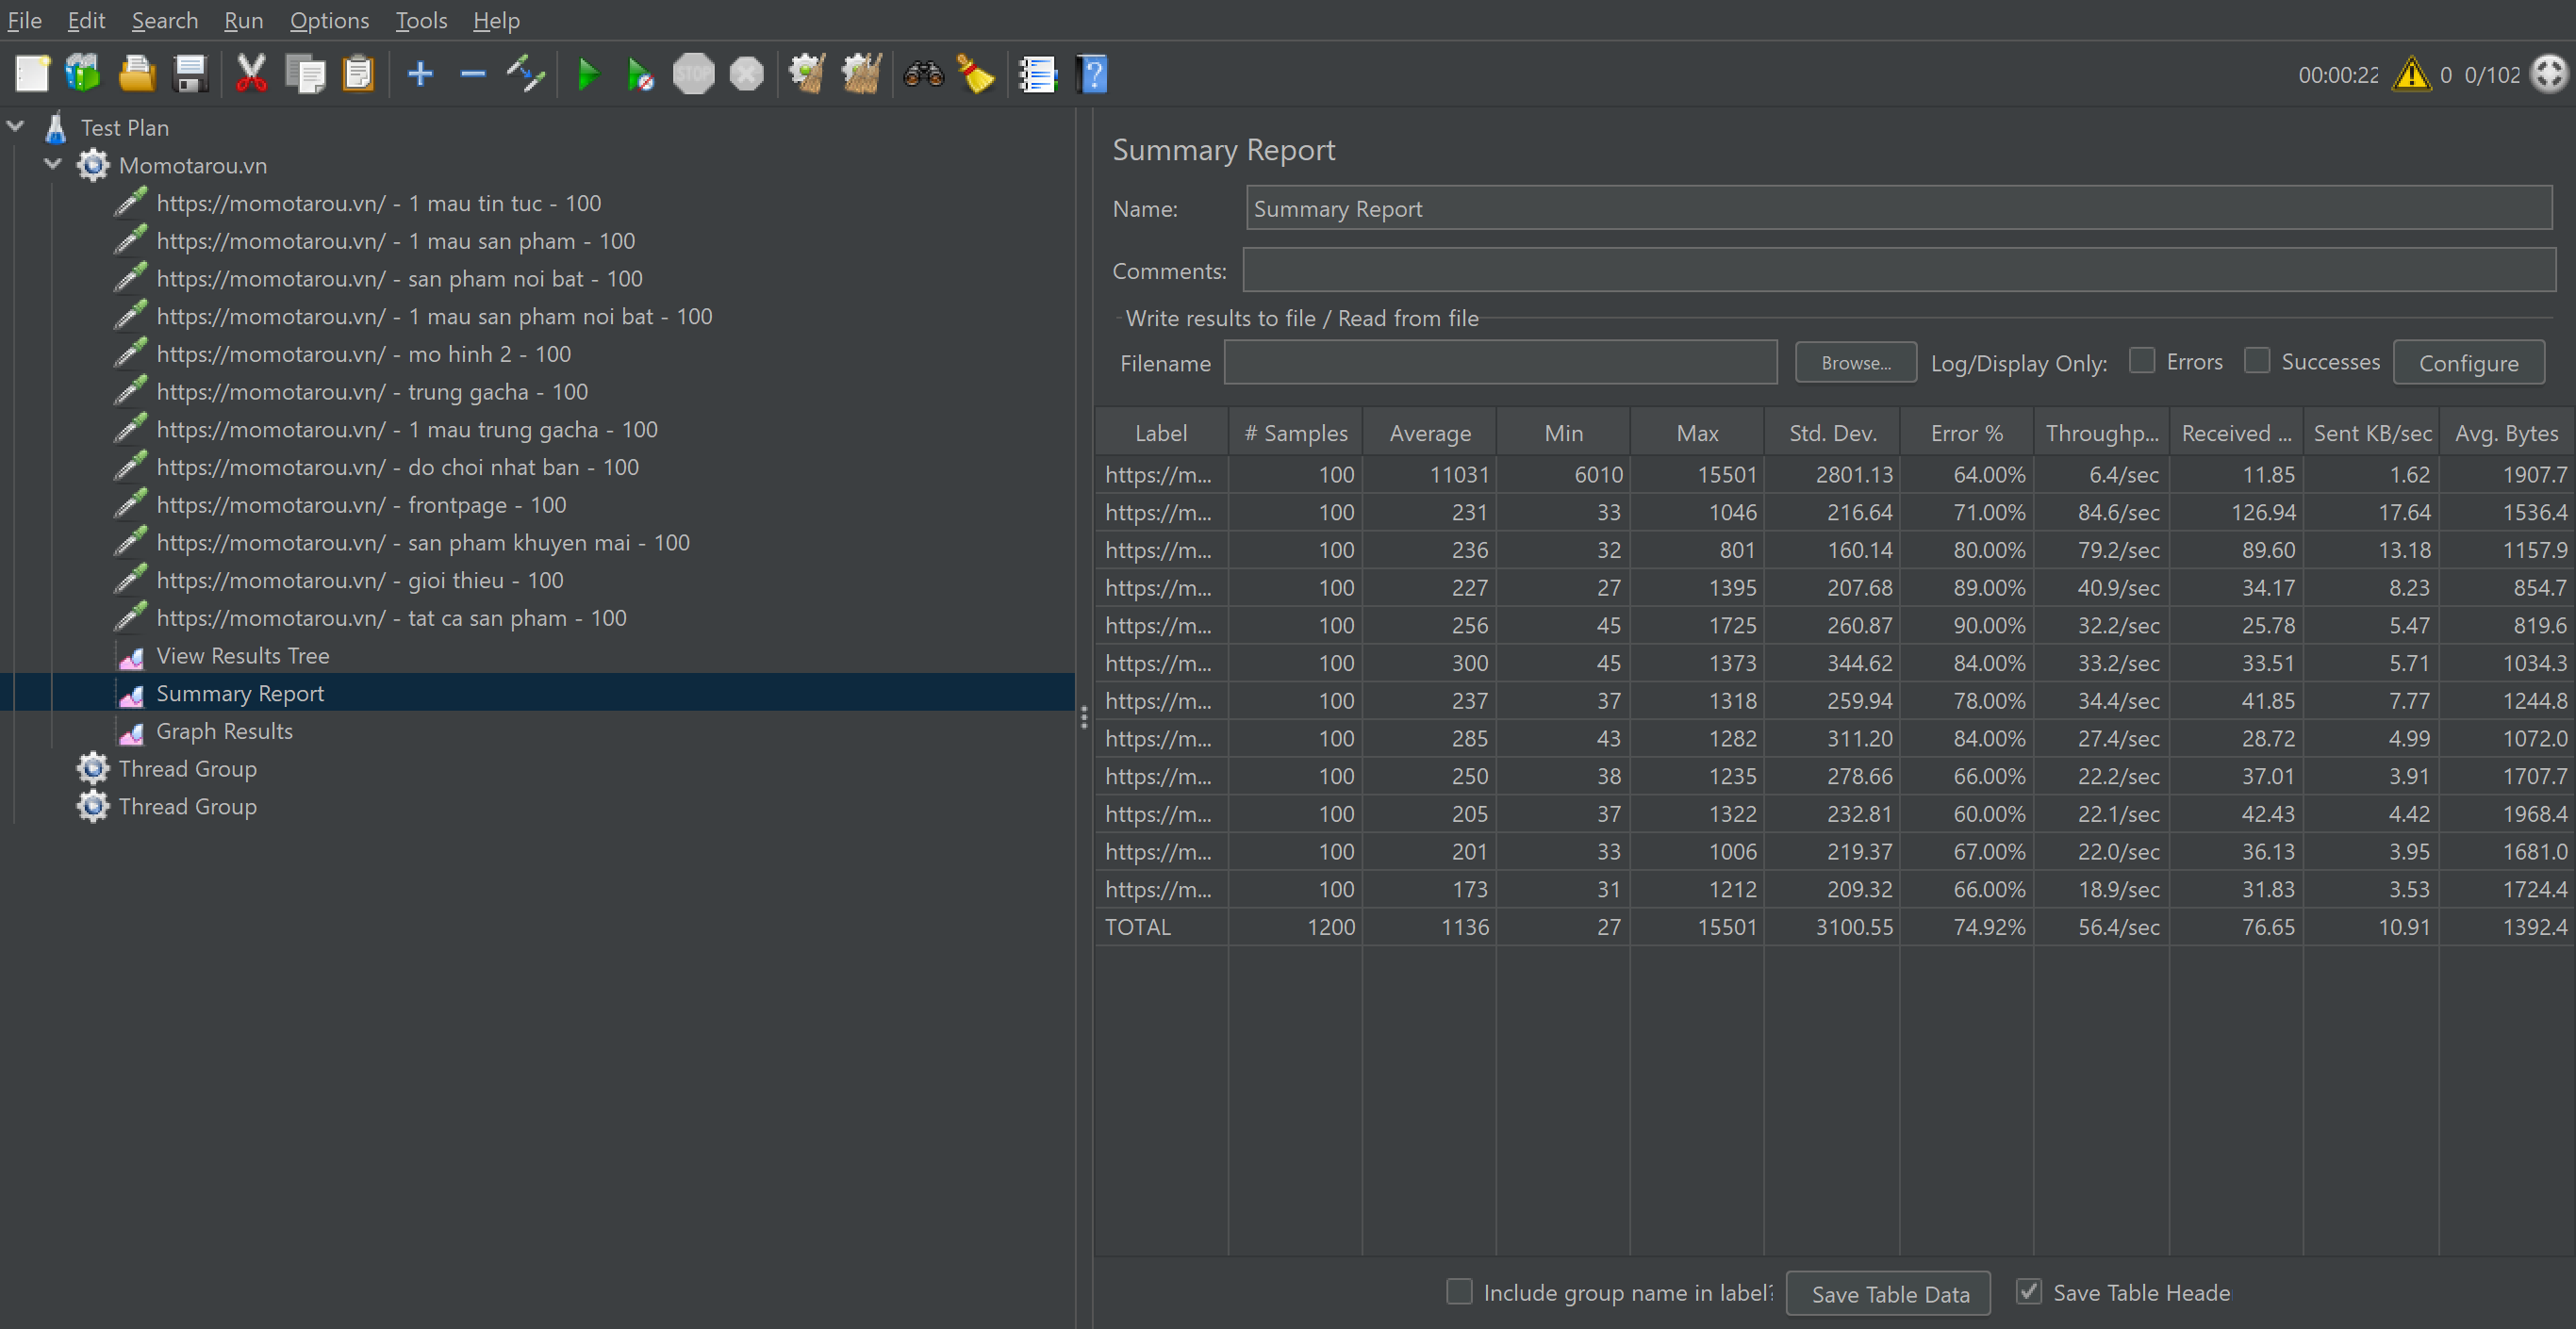 File Edit Search Run Options Tools Help
00:00:22 0 0/102
Test Plan
Momotarou.vn
https://momotarou.vn/ - 1 mau tin tuc - 100
https://momotarou.vn/ - 1 mau san pham - 100
https://momotarou.vn/ - san pham noi bat - 100
https://momotarou.vn/ - 1 mau san pham noi bat - 100
https://momotarou.vn/ - mo hinh 2 - 100
https://momotarou.vn/ - trung gacha - 100
https://momotarou.vn/ - 1 mau trung gacha - 100
https://momotarou.vn/ - do choi nhat ban - 100
https://momotarou.vn/ - frontpage - 100
https://momotarou.vn/ - san pham khuyen mai - 100
https://momotarou.vn/ - gioi thieu - 100
https://momotarou.vn/ - tat ca san pham - 100
View Results Tree
Summary Report
Graph Results
Thread Group
Thread Group
Summary Report
Name: Summary Report
Comments:
Write results to file / Read from file
Filename Browse... Log/Display Only: Errors Successes Configure
Label # Samples Average Min Max Std. Dev. Error % Throughp... Received ... Sent KB/sec Avg. Bytes
https://m... 100 11031 6010 15501 2801.13 64.00% 6.4/sec 11.85 1.62 1907.7
https://m... 100 231 33 1046 216.64 71.00% 84.6/sec 126.94 17.64 1536.4
https://m... 100 236 32 801 160.14 80.00% 79.2/sec 89.60 13.18 1157.9
https://m... 100 227 27 1395 207.68 89.00% 40.9/sec 34.17 8.23 854.7
https://m... 100 256 45 1725 260.87 90.00% 32.2/sec 25.78 5.47 819.6
https://m... 100 300 45 1373 344.62 84.00% 33.2/sec 33.51 5.71 1034.3
https://m... 100 237 37 1318 259.94 78.00% 34.4/sec 41.85 7.77 1244.8
https://m... 100 285 43 1282 311.20 84.00% 27.4/sec 28.72 4.99 1072.0
https://m... 100 250 38 1235 278.66 66.00% 22.2/sec 37.01 3.91 1707.7
https://m... 100 205 37 1322 232.81 60.00% 22.1/sec 42.43 4.42 1968.4
https://m... 100 201 33 1006 219.37 67.00% 22.0/sec 36.13 3.95 1681.0
https://m... 100 173 31 1212 209.32 66.00% 18.9/sec 31.83 3.53 1724.4
TOTAL 1200 1136 27 15501 3100.55 74.92% 56.4/sec 76.65 10.91 1392.4
Include group name in label? Save Table Data Save Table Heade